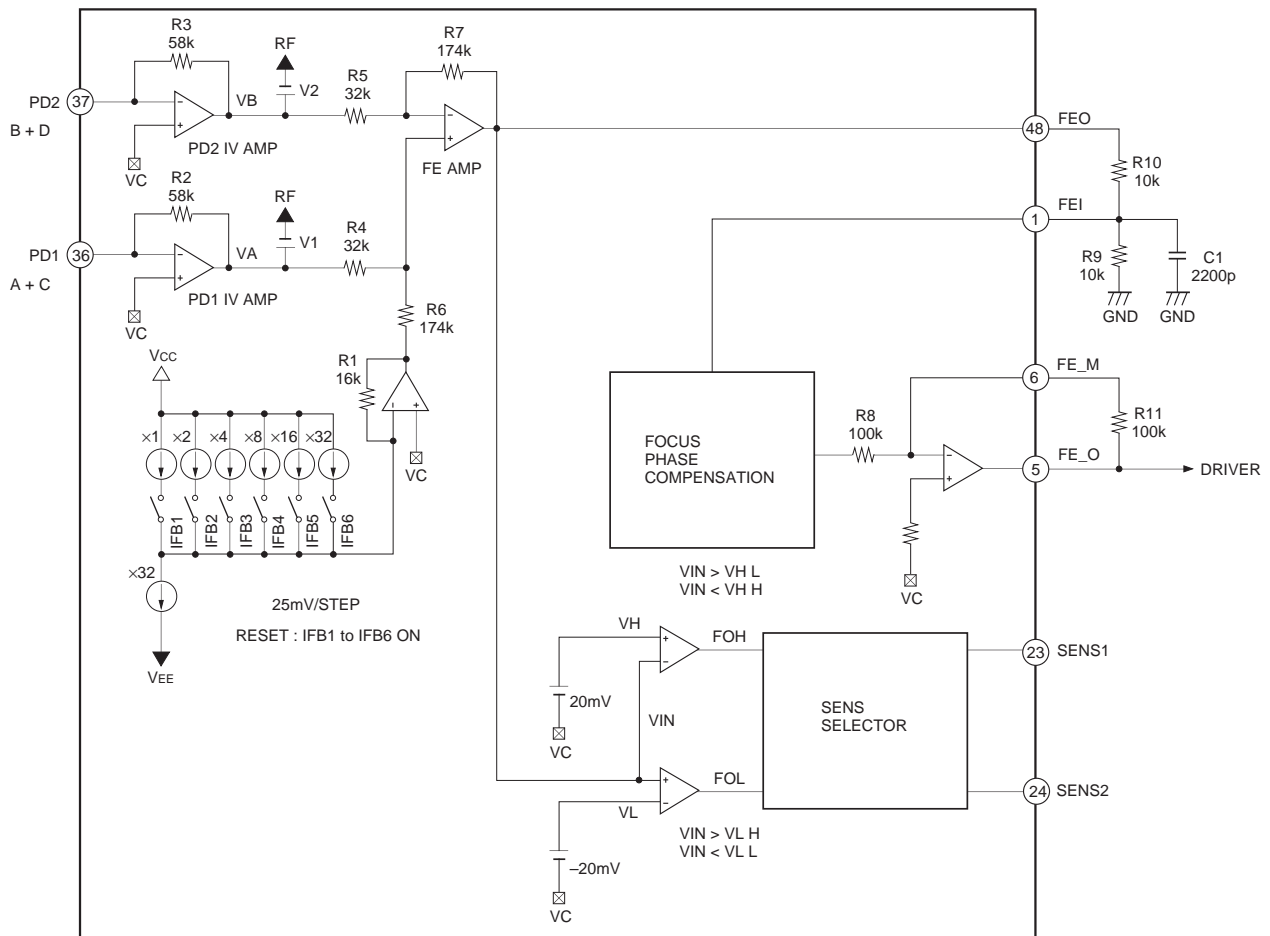 R3
58k
RF
R7
174k
V2
R5
32k
PD2
37
VB
B + D
PD2 IV AMP
FE AMP
VC
48
FEO
R10
10k
R2
58k
RF
V1
R4
32k
1
FEI
PD1
36
VA
A + C
PD1 IV AMP
VC
R6
174k
R9
10k
C1
2200p
GND
GND
VCC
R1
16k
VC
×1
×2
×4
×8
×16
×32
IFB1
IFB2
IFB3
IFB4
IFB5
IFB6
×32
VEE
25mV/STEP
RESET : IFB1 to IFB6 ON
FOCUS
PHASE
COMPENSATION
R8
100k
6
FE_M
R11
100k
5
FE_O
DRIVER
VC
VIN > VH L
VIN < VH H
VH
FOH
20mV
VC
VIN
SENS
SELECTOR
23
SENS1
FOL
VL
24
SENS2
VIN > VL H
VIN < VL L
–20mV
VC
− + − + − + − + − + − + + − + −